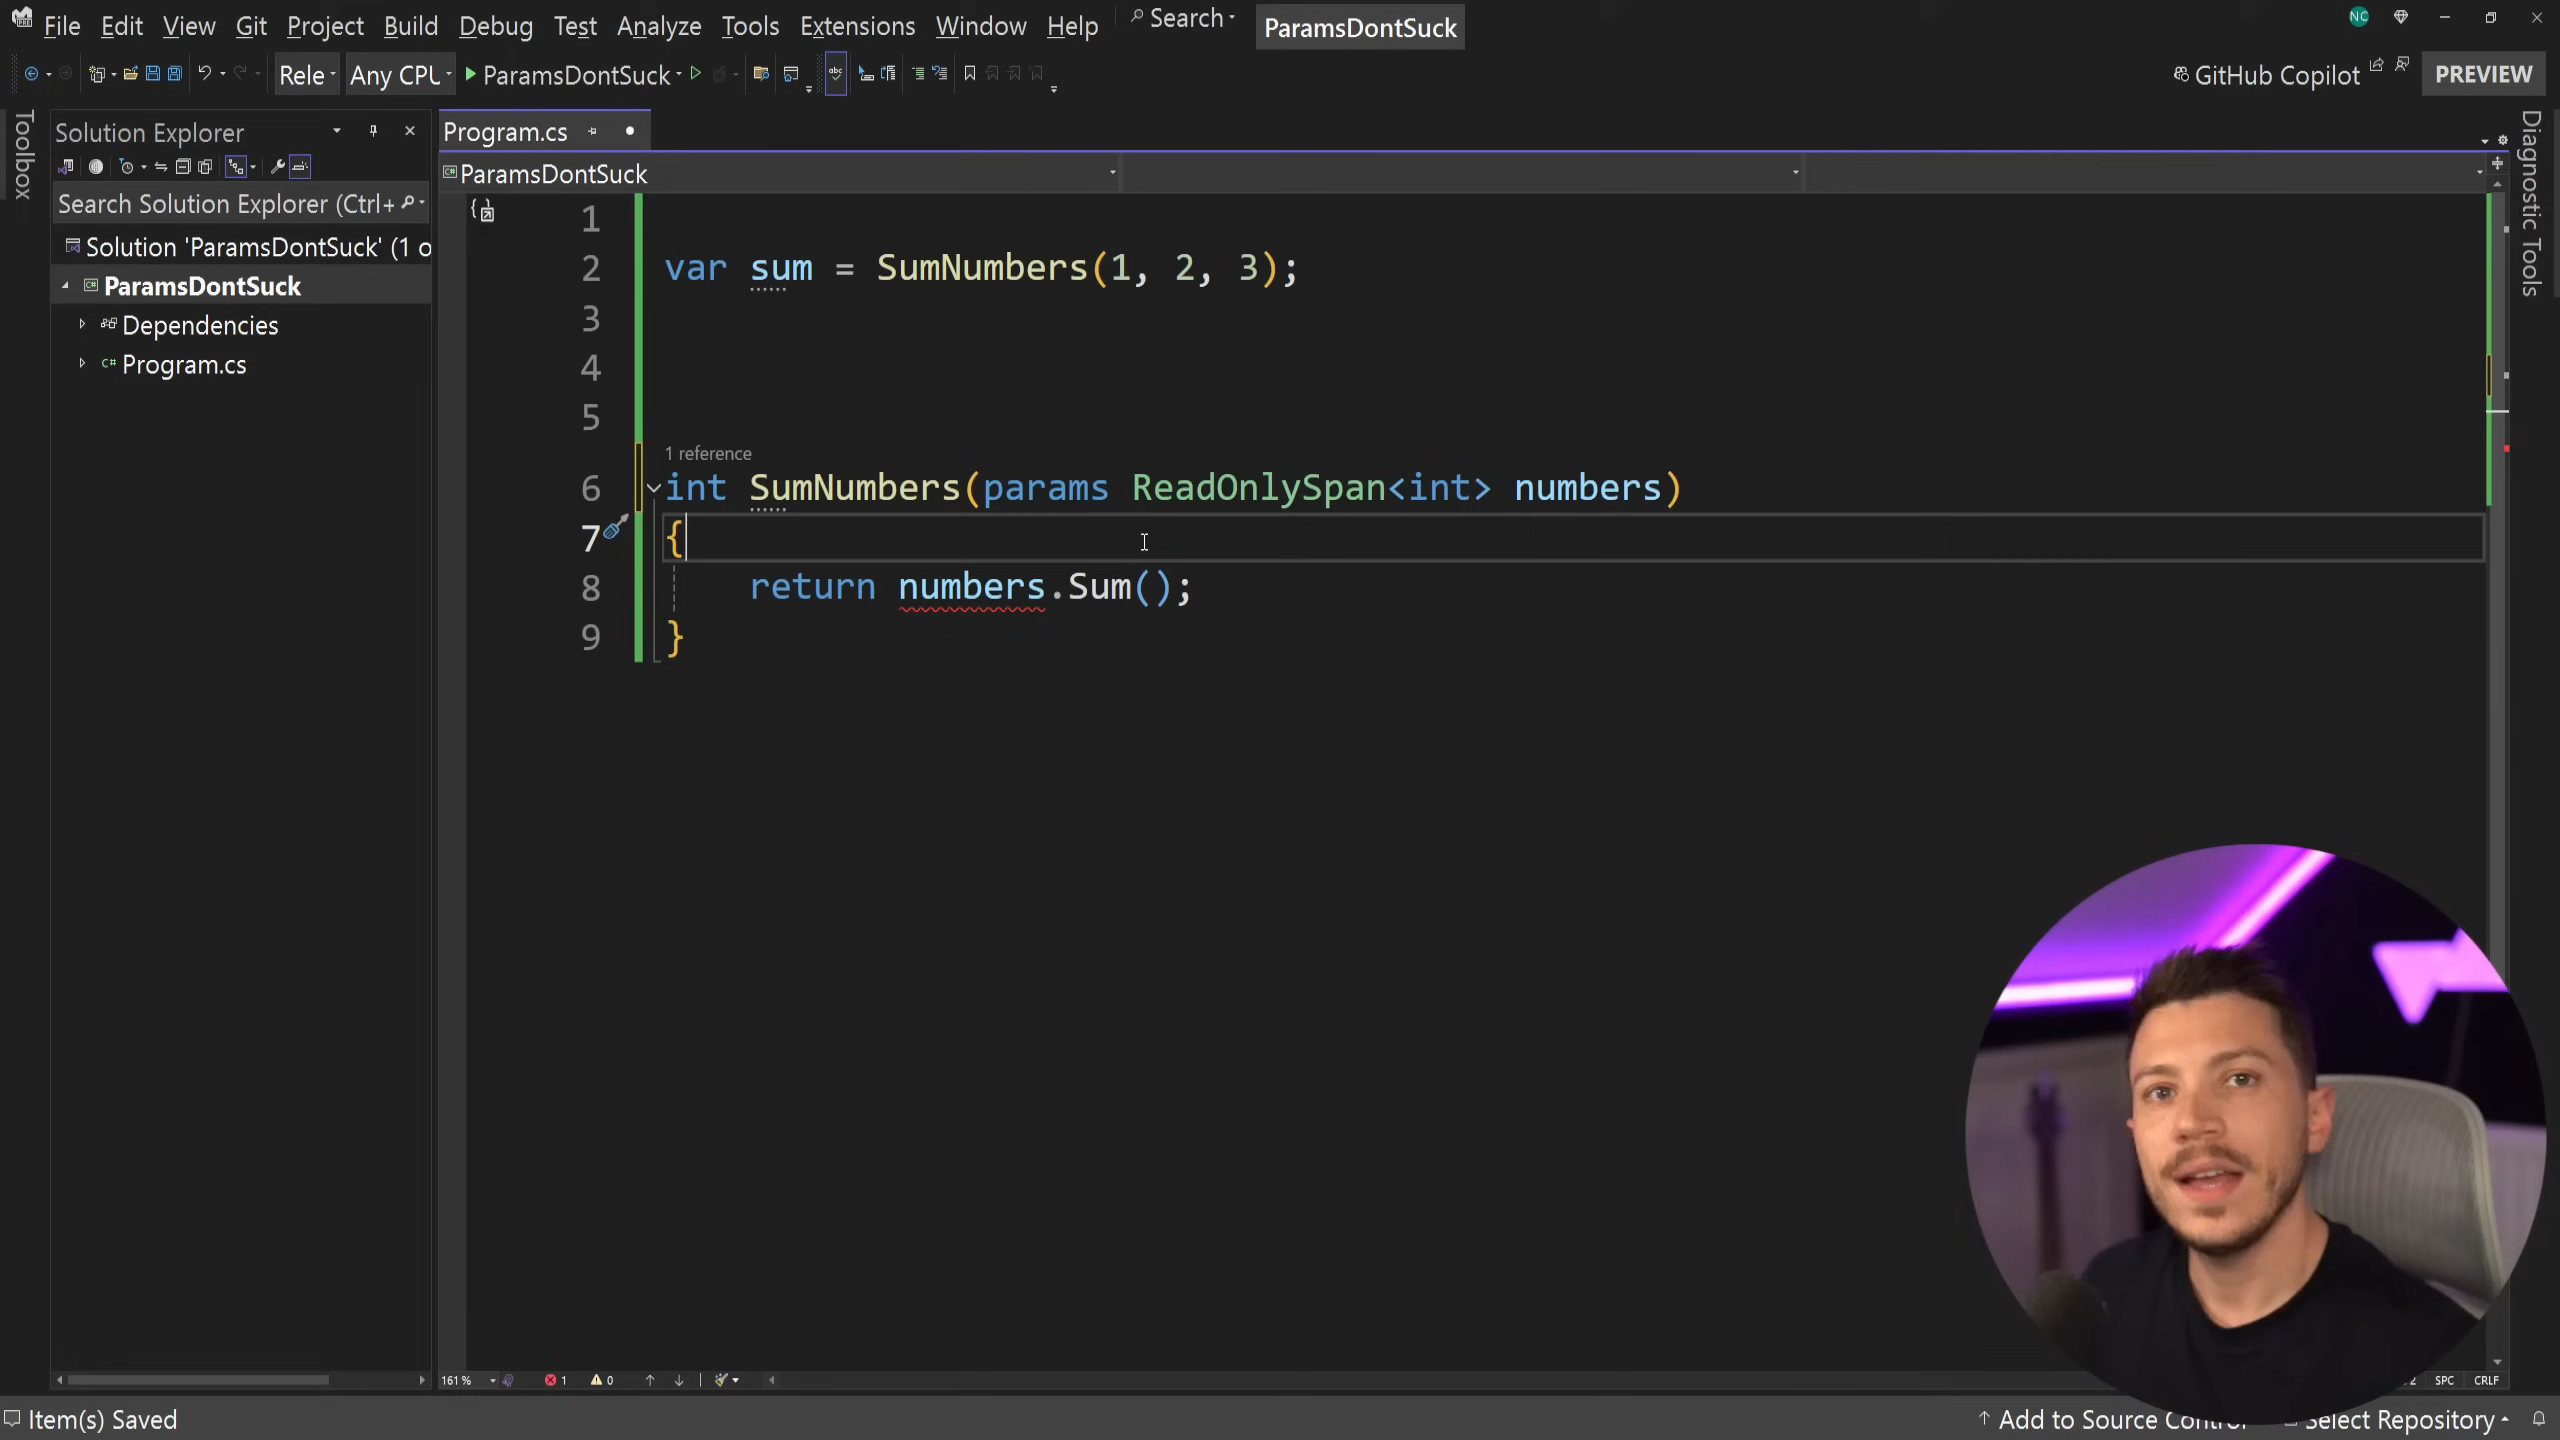 File Edit View Git Project Build Debug Test Analyze Tools Extensions Window Help Search ParamsDontSuck NC
Rele Any CPU ParamsDontSuck GitHub Copilot PREVIEW
Toolbox
Solution Explorer
Search Solution Explorer (Ctrl+
Solution 'ParamsDontSuck' (1 o
ParamsDontSuck
Dependencies
C# Program.cs
Program.cs
ParamsDontSuck
1
2 var sum = SumNumbers(1, 2, 3);
3
4
5
1 reference
6 int SumNumbers(params ReadOnlySpan<int> numbers)
7 {
8 return numbers.Sum();
9 }
Diagnostic Tools
161 % 1 0 SPC CRLF
Item(s) Saved Add to Source Control Select Repository